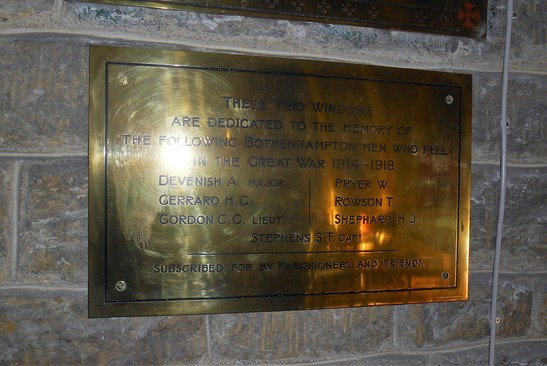 THESE TWO WINDOWS
ARE DEDICATED TO THE MEMORY OF
THE FOLLOWING BOTHENHAMPTON MEN WHO FELL
IN THE GREAT WAR 1914-1918.
DEVENISH A. MAJOR.
GERRARD H. G.
GORDON C. G. LIEUT.
PRYER W.
ROWSON T.
SHEPHARD H. J.
STEPHENS S. T. CAPT.
SUBSCRIBED FOR BY PARISHIONERS AND FRIENDS.